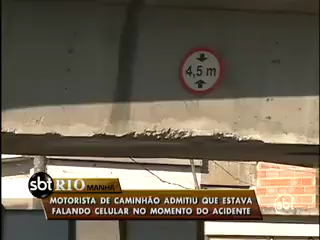 4,5 m
sbt RIO
MANHÃ
MOTORISTA DE CAMINHÃO ADMITIU QUE ESTAVA
FALANDO CELULAR NO MOMENTO DO ACIDENTE
sbt